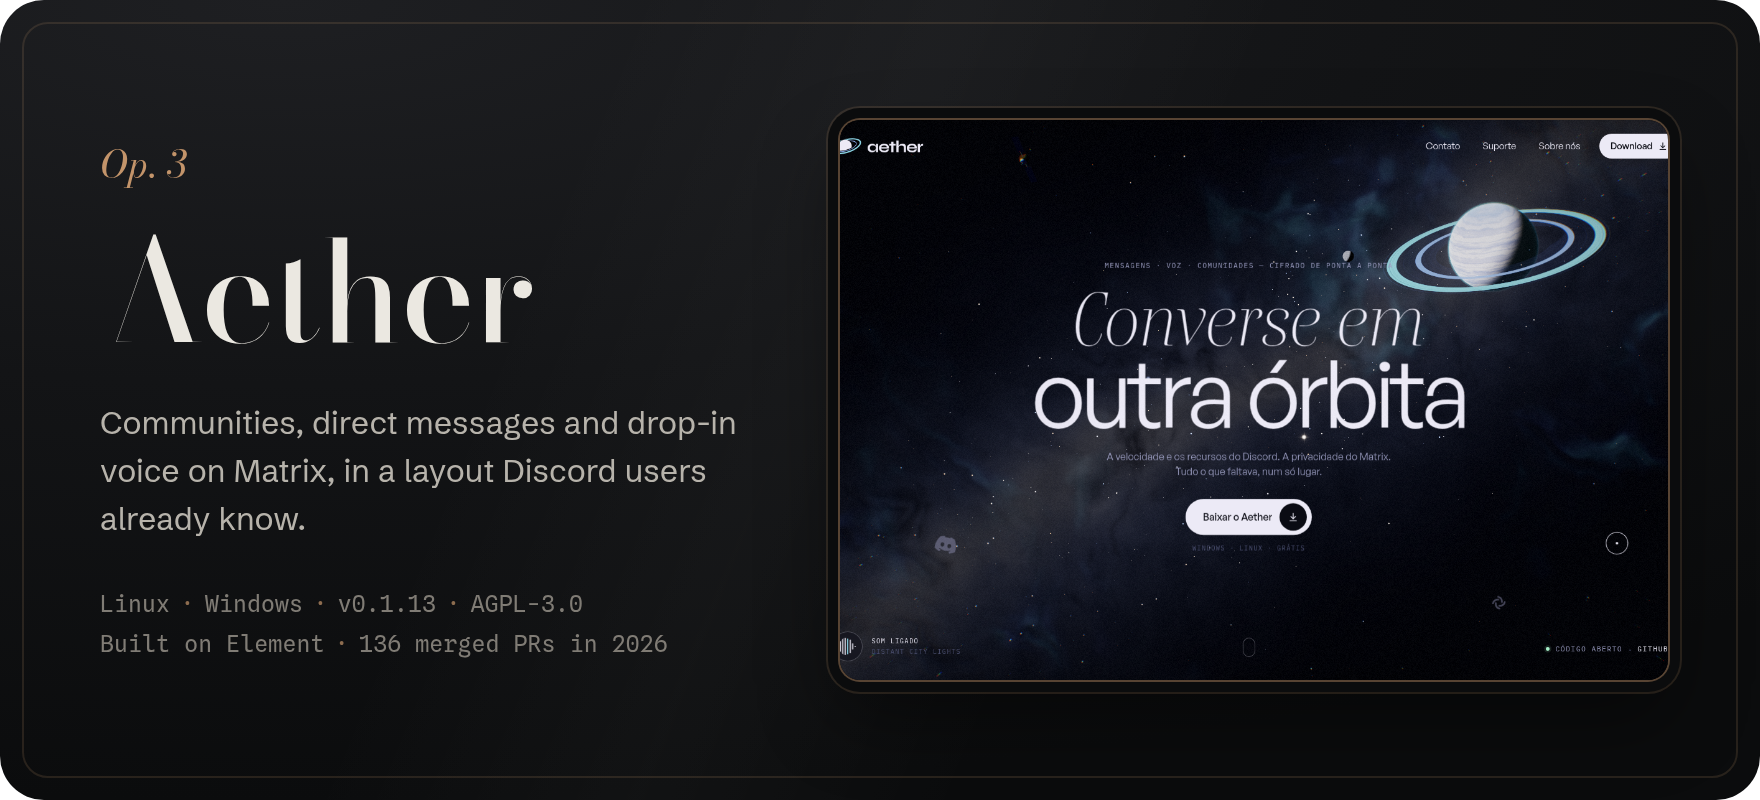 Op. 3
Aether
Communities, direct messages and drop-in
voice on Matrix, in a layout Discord users
already know.
Linux · Windows · v0.1.13 · AGPL-3.0
Built on Element · 136 merged PRs in 2026
aether
Contato Suporte Sobre nós Download
MENSAGENS · VOZ · COMUNIDADES — CIFRADO DE PONTA A PONT
Converse em
outra órbita
A velocidade e os recursos do Discord. A privacidade do Matrix.
Tudo o que faltava, num só lugar.
Baixar o Aether
WINDOWS · LINUX · GRÁTIS
SOM LIGADO
DISTANT CITY LIGHTS
CÓDIGO ABERTO · GITHUB